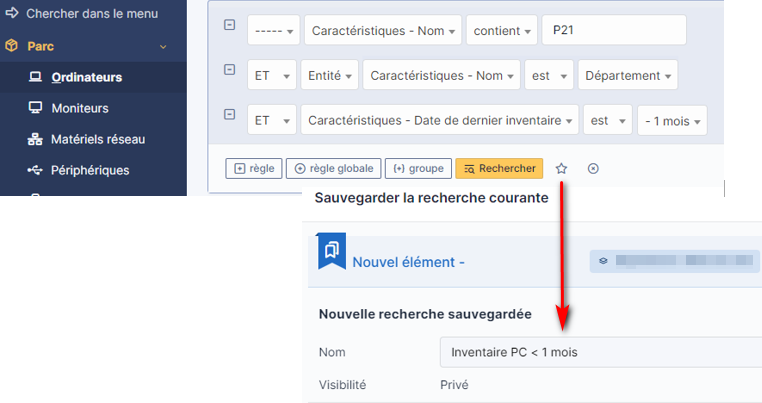 Chercher dans le menu
Parc
Ordinateurs
Moniteurs
Matériels réseau
Périphériques
----- Caractéristiques - Nom contient P21
ET Entité Caractéristiques - Nom est Département
ET Caractéristiques - Date de dernier inventaire est - 1 mois
règle règle globale groupe Rechercher
Sauvegarder la recherche courante
Nouvel élément -
Nouvelle recherche sauvegardée
Nom Inventaire PC < 1 mois
Visibilité Privé